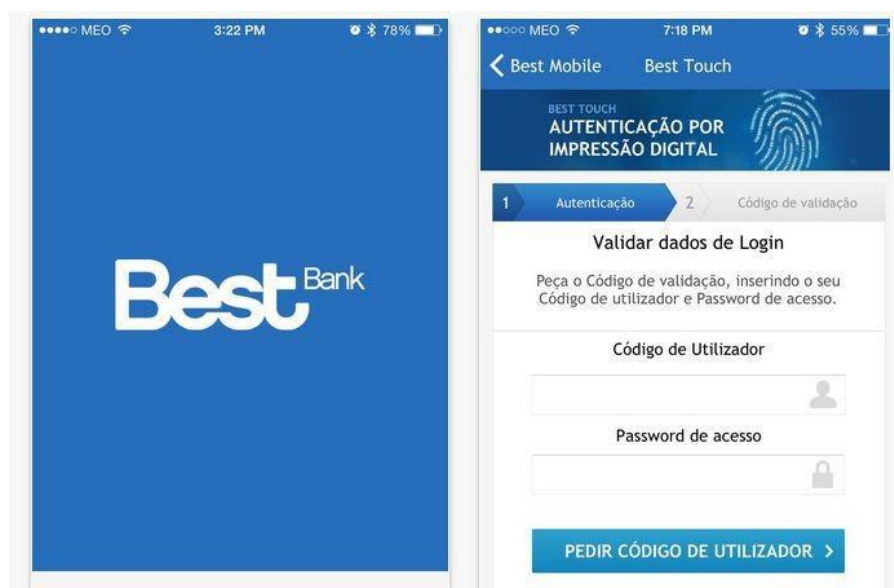 MEO
3:22 PM
78%
Best Bank
MEO
7:18 PM
55%
Best Mobile
Best Touch
BEST TOUCH
AUTENTICAÇÃO POR
IMPRESSÃO DIGITAL
1 Autenticação
2 Código de validação
Validar dados de Login
Peça o Código de validação, inserindo o seu
Código de utilizador e Password de acesso.
Código de Utilizador
Password de acesso
PEDIR CÓDIGO DE UTILIZADOR